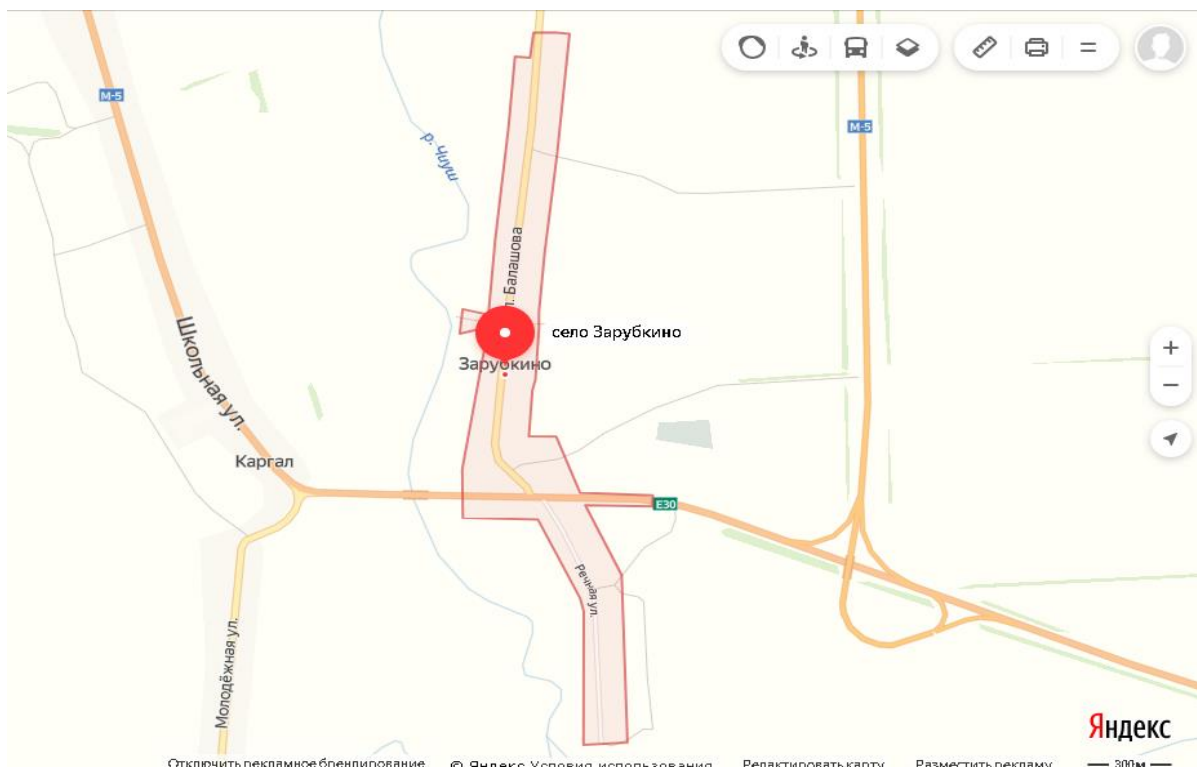 М-5
М-5
р. Чиуш
л. Балашова
село Зарубкино
Зарубкино
Школьная ул.
Каргал
E30
Речная ул.
Молодёжная ул.
Яндекс
Отключить рекламное брендирование © Яндекс Условия использования Редактировать карту Разместить рекламу 300 м